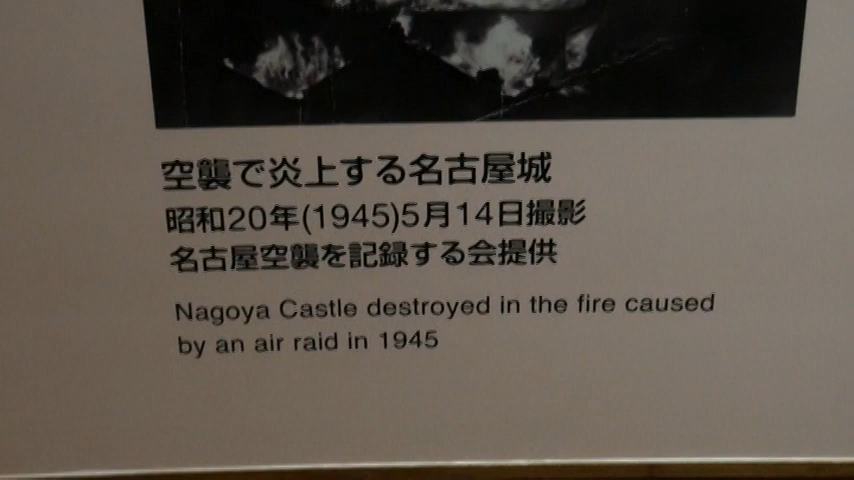 空襲で炎上する名古屋城
昭和20年(1945)5月14日撮影
名古屋空襲を記録する会提供
Nagoya Castle destroyed in the fire caused
by an air raid in 1945